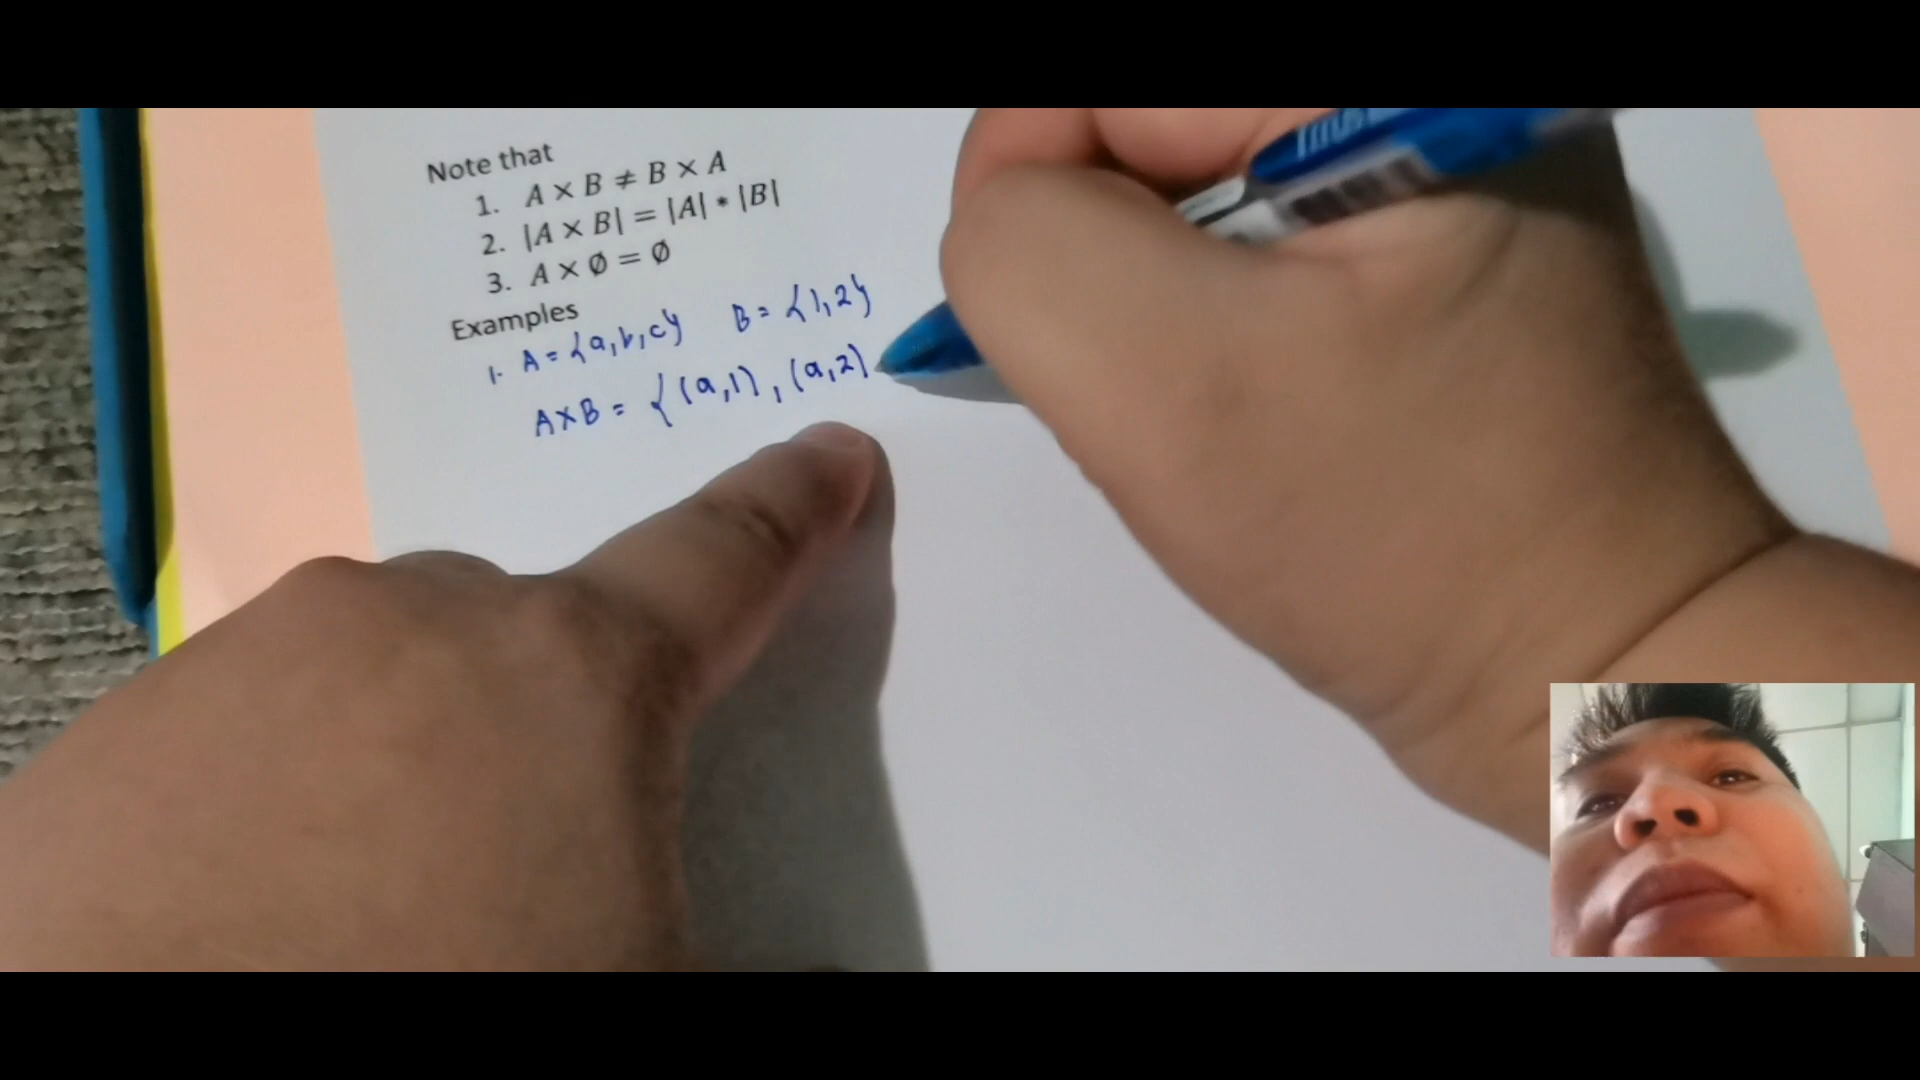 Note that
1. A × B ≠ B × A
2. |A × B| = |A| * |B|
3. A × ∅ = ∅
Examples
1. A = {a, b, c} B = {1, 2}
A×B = {(a, 1), (a, 2)